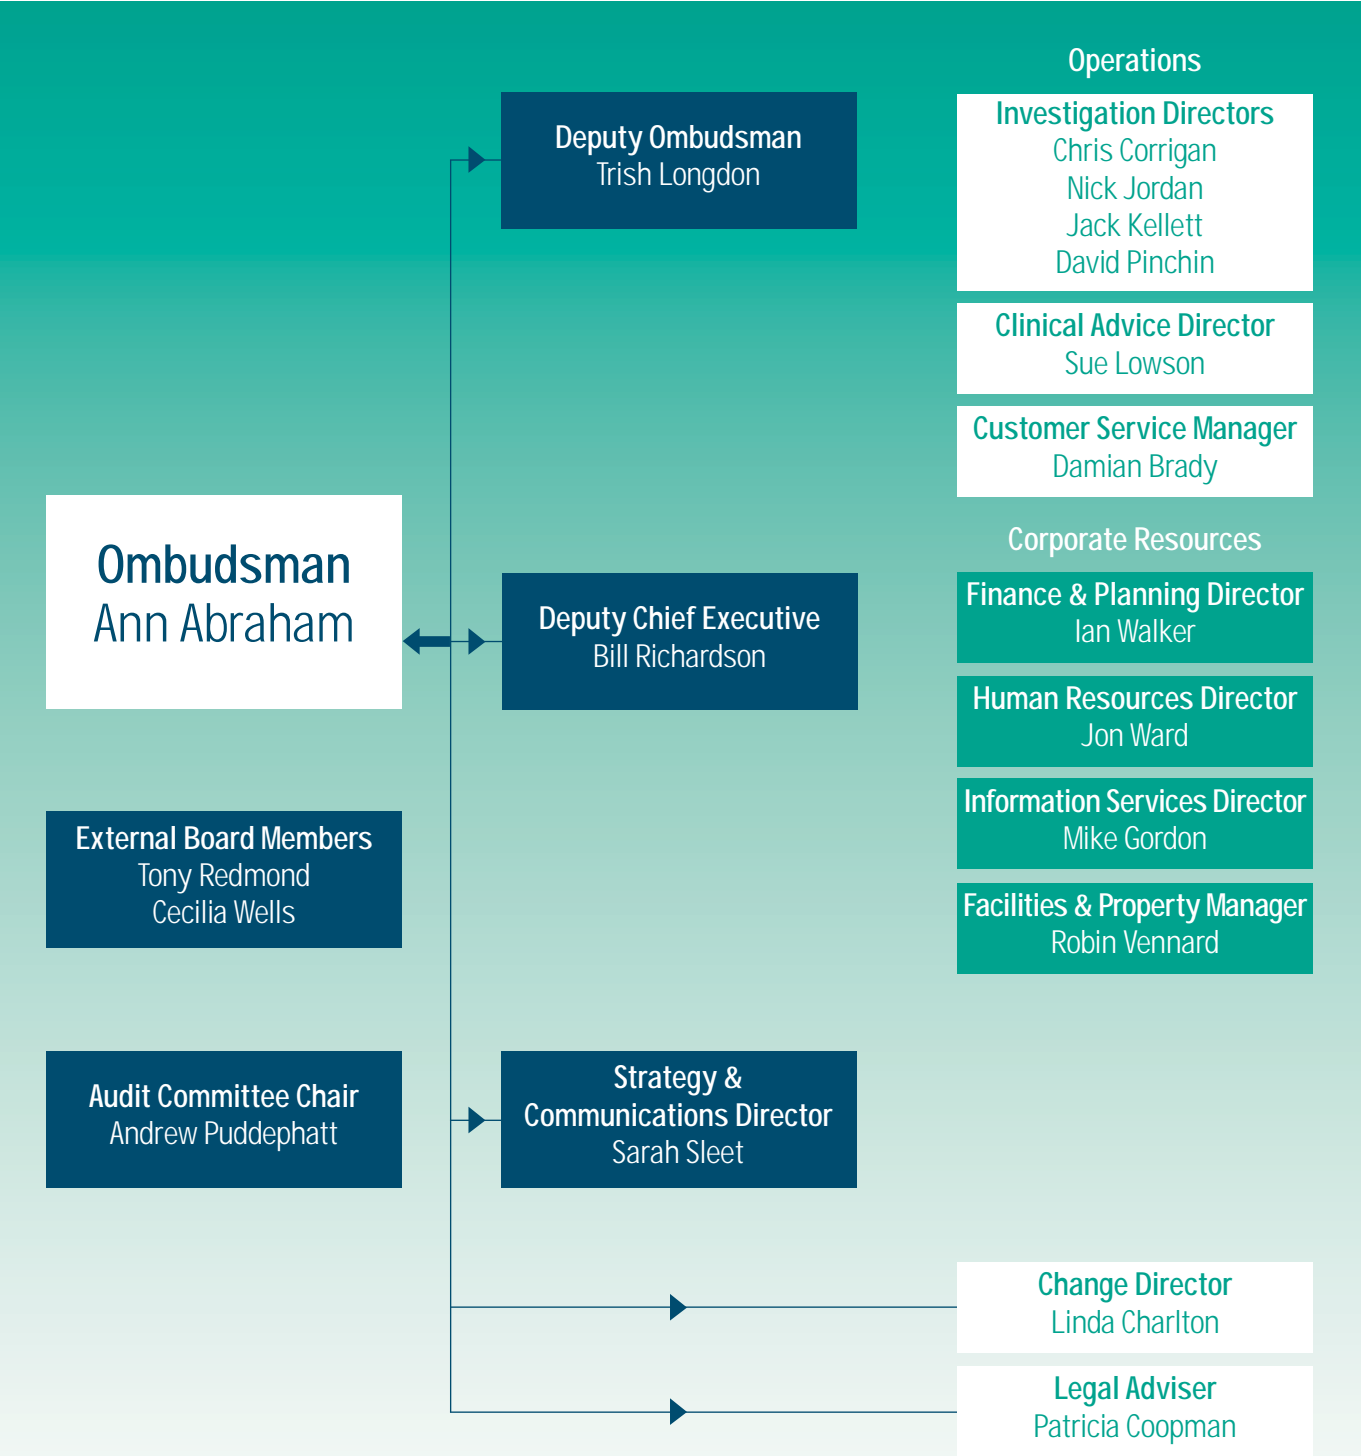 Operations
Deputy Ombudsman
Trish Longdon
Investigation Directors
Chris Corrigan
Nick Jordan
Jack Kellett
David Pinchin
Clinical Advice Director
Sue Lowson
Customer Service Manager
Damian Brady
Ombudsman
Ann Abraham
Deputy Chief Executive
Bill Richardson
Corporate Resources
Finance & Planning Director
Ian Walker
Human Resources Director
Jon Ward
Information Services Director
Mike Gordon
Facilities & Property Manager
Robin Vennard
External Board Members
Tony Redmond
Cecilia Wells
Audit Committee Chair
Andrew Puddephatt
Strategy &
Communications Director
Sarah Sleet
Change Director
Linda Charlton
Legal Adviser
Patricia Coopman